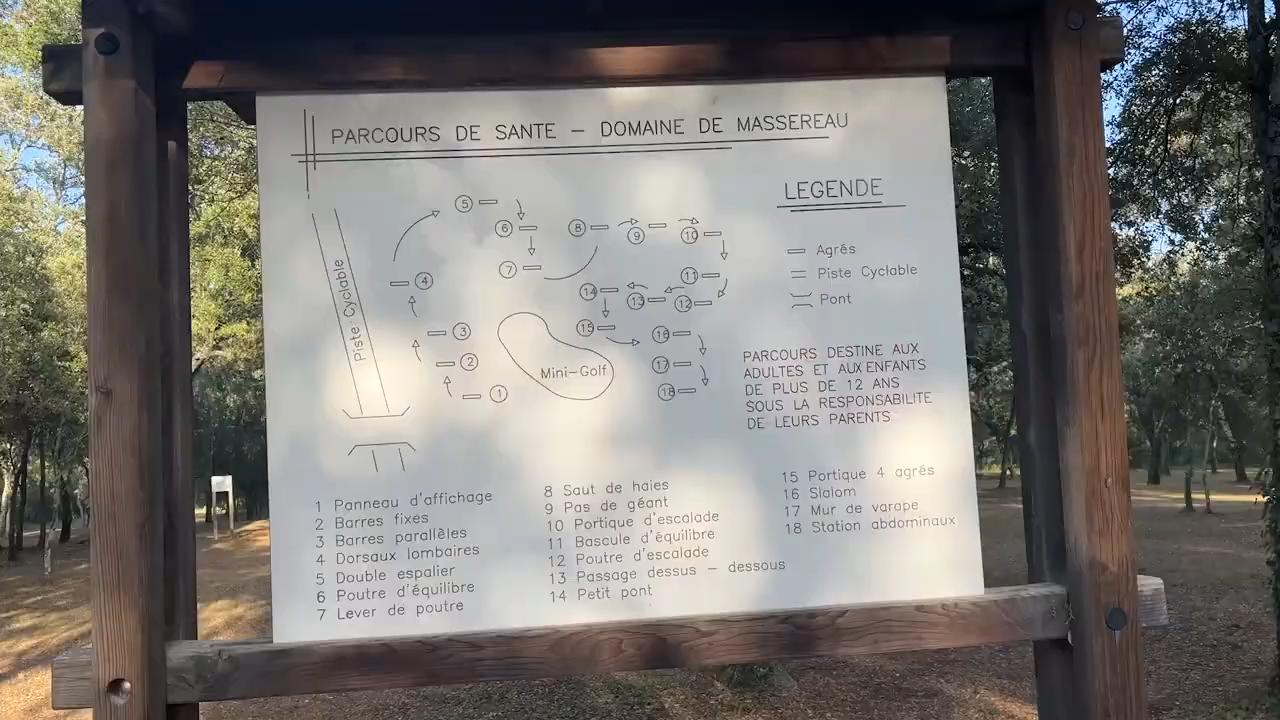 PARCOURS DE SANTE – DOMAINE DE MASSEREAU
LEGENDE
Agrés
Piste Cyclable
Pont
Piste Cyclable
5
6
7
8
9
10
4
11
14
13
12
3
15
16
2
17
1
18
Mini-Golf
PARCOURS DESTINE AUX
ADULTES ET AUX ENFANTS
DE PLUS DE 12 ANS
SOUS LA RESPONSABILITE
DE LEURS PARENTS
1 Panneau d'affichage
2 Barres fixes
3 Barres parallèles
4 Dorsaux lombaires
5 Double espalier
6 Poutre d'équilibre
7 Lever de poutre
8 Saut de haies
9 Pas de géant
10 Portique d'escalade
11 Bascule d'équilibre
12 Poutre d'escalade
13 Passage dessus – dessous
14 Petit pont
15 Portique 4 agrés
16 Slalom
17 Mur de varape
18 Station abdominaux